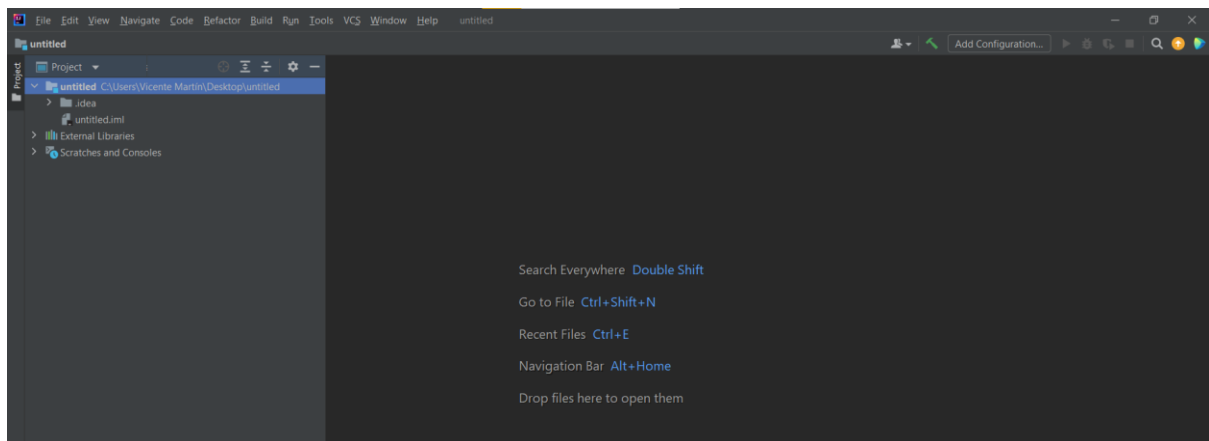 File Edit View Navigate Code Refactor Build Run Tools VCS Window Help untitled
untitled
Add Configuration...
Project
Project
untitled C:\Users\Vicente Martín\Desktop\untitled
.idea
untitled.iml
External Libraries
Scratches and Consoles
Search Everywhere Double Shift
Go to File Ctrl+Shift+N
Recent Files Ctrl+E
Navigation Bar Alt+Home
Drop files here to open them